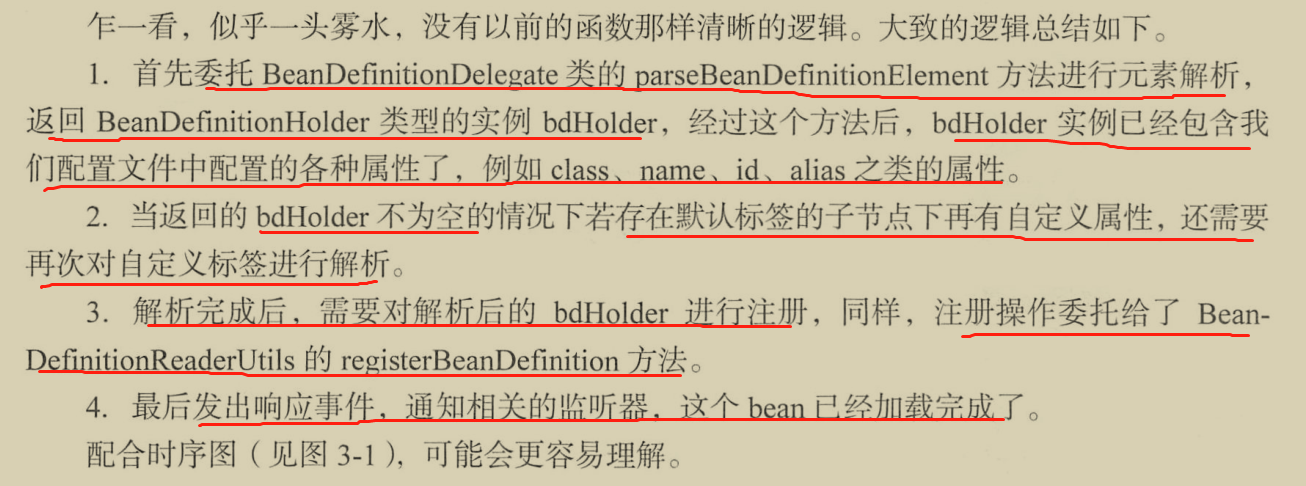 乍一看，似乎一头雾水，没有以前的函数那样清晰的逻辑。大致的逻辑总结如下。
1. 首先委托 BeanDefinitionDelegate 类的 parseBeanDefinitionElement 方法进行元素解析，
返回 BeanDefinitionHolder 类型的实例 bdHolder，经过这个方法后，bdHolder 实例已经包含我
们配置文件中配置的各种属性了，例如 class、name、id、alias 之类的属性。
2. 当返回的 bdHolder 不为空的情况下若存在默认标签的子节点下再有自定义属性，还需要
再次对自定义标签进行解析。
3. 解析完成后，需要对解析后的 bdHolder 进行注册，同样，注册操作委托给了 Bean-
DefinitionReaderUtils 的 registerBeanDefinition 方法。
4. 最后发出响应事件，通知相关的监听器，这个 bean 已经加载完成了。
配合时序图（见图 3-1），可能会更容易理解。